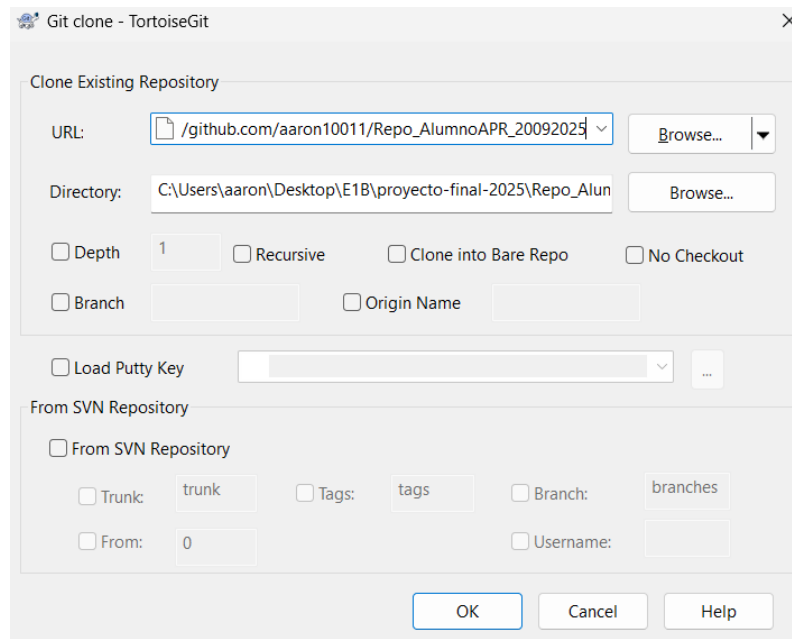 Git clone - TortoiseGit
Clone Existing Repository
URL: /github.com/aaron10011/Repo_AlumnoAPR_20092025 Browse...
Directory: C:\Users\aaron\Desktop\E1B\proyecto-final-2025\Repo_Alum Browse...
Depth 1 Recursive Clone into Bare Repo No Checkout
Branch Origin Name
Load Putty Key ...
From SVN Repository
From SVN Repository
Trunk: trunk Tags: tags Branch: branches
From: 0 Username:
OK Cancel Help